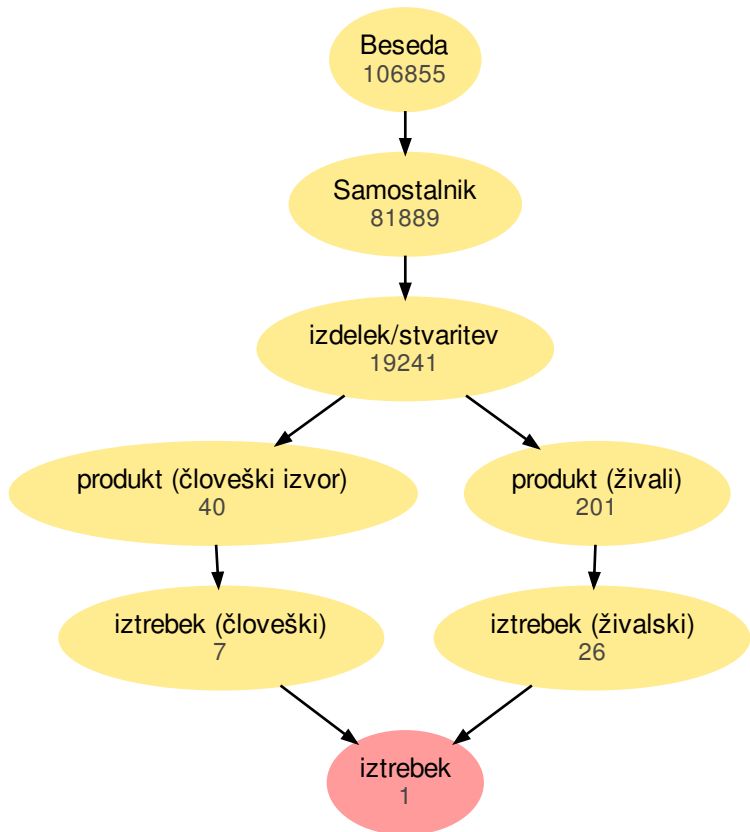 Beseda
106855
Samostalnik
81889
izdelek/stvaritev
19241
produkt (človeški izvor)
40
produkt (živali)
201
iztrebek (človeški)
7
iztrebek (živalski)
26
iztrebek
1